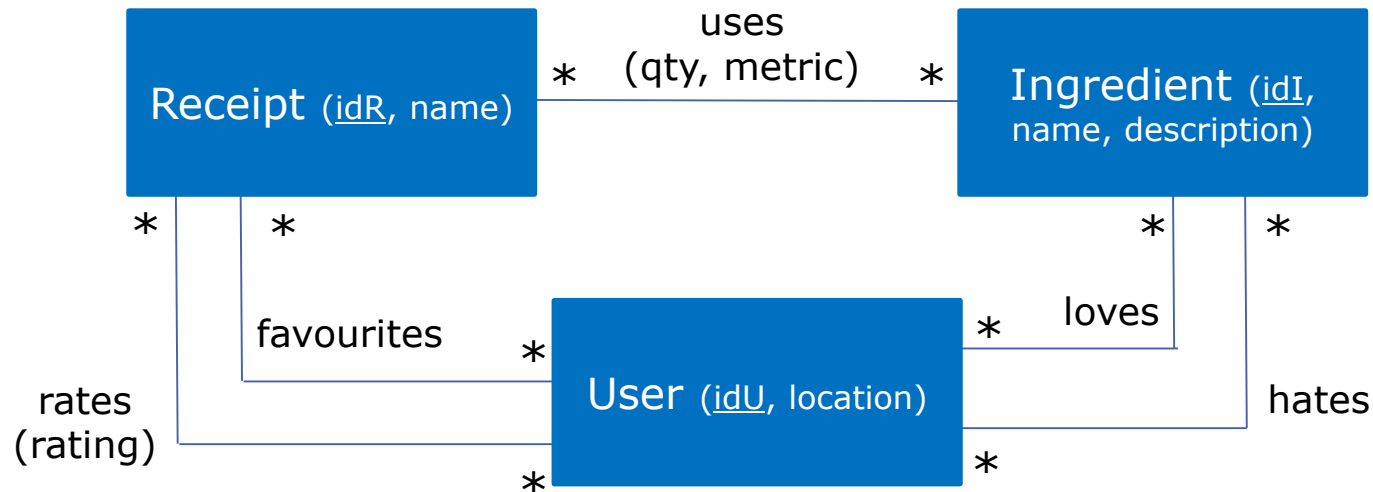 uses
(qty, metric)
*
*
Receipt (idR, name)
Ingredient (idI,
name, description)
*
*
*
*
favourites
*
*
loves
rates
(rating)
User (idU, location)
hates
*
*